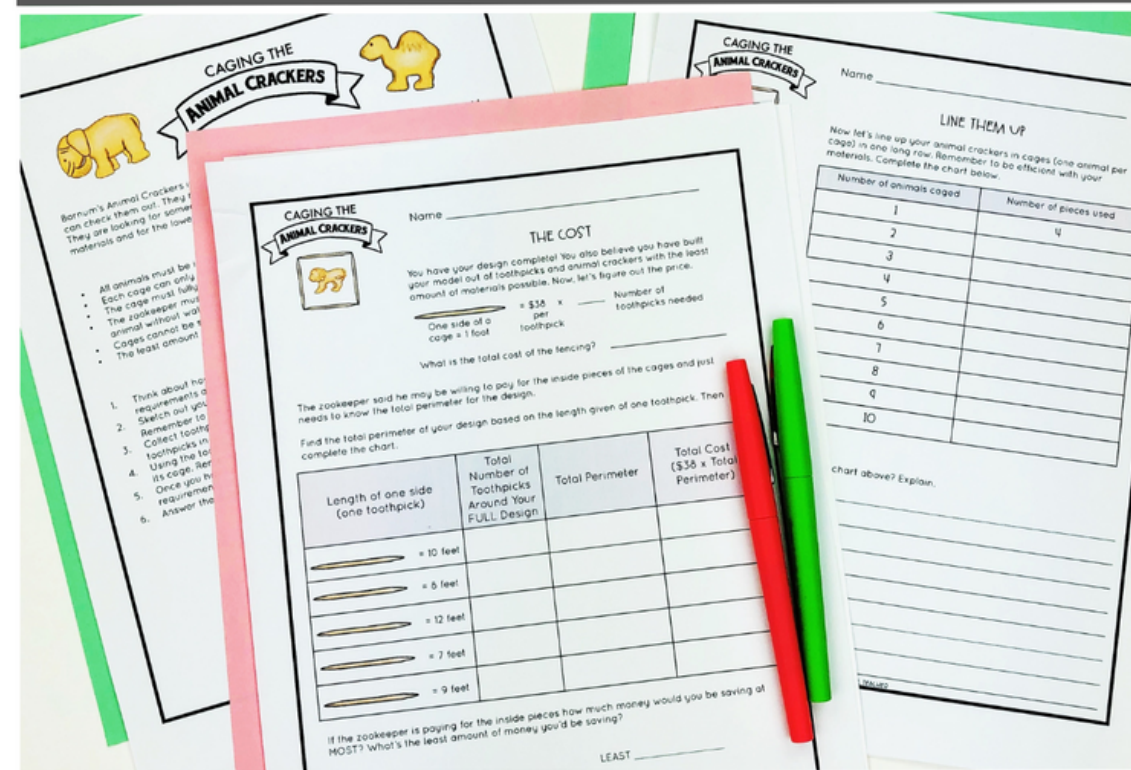 CAGING THE
ANIMAL CRACKERS
Barnum's Animal Crackers
can check them out. They
They are looking for
materials and for the
All animals must be
Each cage can only
The cage must fully
The zookeeper
animal without
Cages cannot be
The least amount
1. Think about
requirements
2. Sketch out
Remember to
3. Collect
toothpicks in
4. Using the
its cage.
5. Once you
6. Answer the
CAGING THE
ANIMAL CRACKERS
Name
THE COST
You have your design complete! You also believe you have built
your model out of toothpicks and animal crackers with the least
amount of materials possible. Now, let's figure out the price.
One side of a
cage = 1 foot
= $38
per
toothpick
x
Number of
toothpicks needed
What is the total cost of the fencing?
The zookeeper said he may be willing to pay for the inside pieces of the cages and just
needs to know the total perimeter for the design.
Find the total perimeter of your design based on the length given of one toothpick. Then
complete the chart.
Length of one side
(one toothpick)
Total
Number of
Toothpicks
Around Your
FULL Design
Total Perimeter
Total Cost
($38 x Total
Perimeter)
= 10 feet
= 8 feet
= 12 feet
= 7 feet
= 9 feet
If the zookeeper is paying for the inside pieces how much money would you be saving at
MOST? What's the least amount of money you'd be saving?
LEAST
CAGING THE
ANIMAL CRACKERS
Name
LINE THEM UP
Now let's line up your animal crackers in cages (one animal per
cage) in one long row. Remember to be efficient with your
materials. Complete the chart below.
Number of animals caged
Number of pieces used
1
4
2
3
4
5
6
7
8
9
10
chart above? Explain.